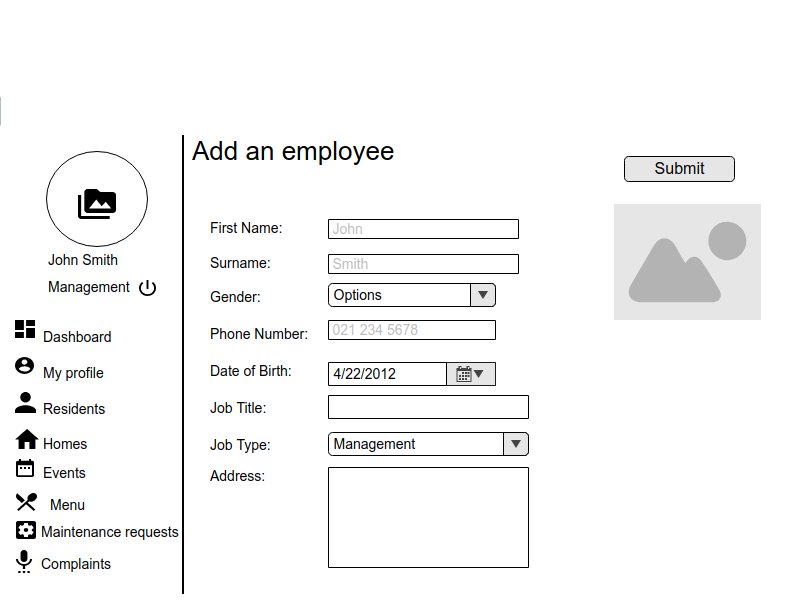 Add an employee
Submit
John Smith
Management
Dashboard
My profile
Residents
Homes
Events
Menu
Maintenance requests
Complaints
First Name: John
Surname: Smith
Gender: Options
Phone Number: 021 234 5678
Date of Birth: 4/22/2012
Job Title:
Job Type: Management
Address: